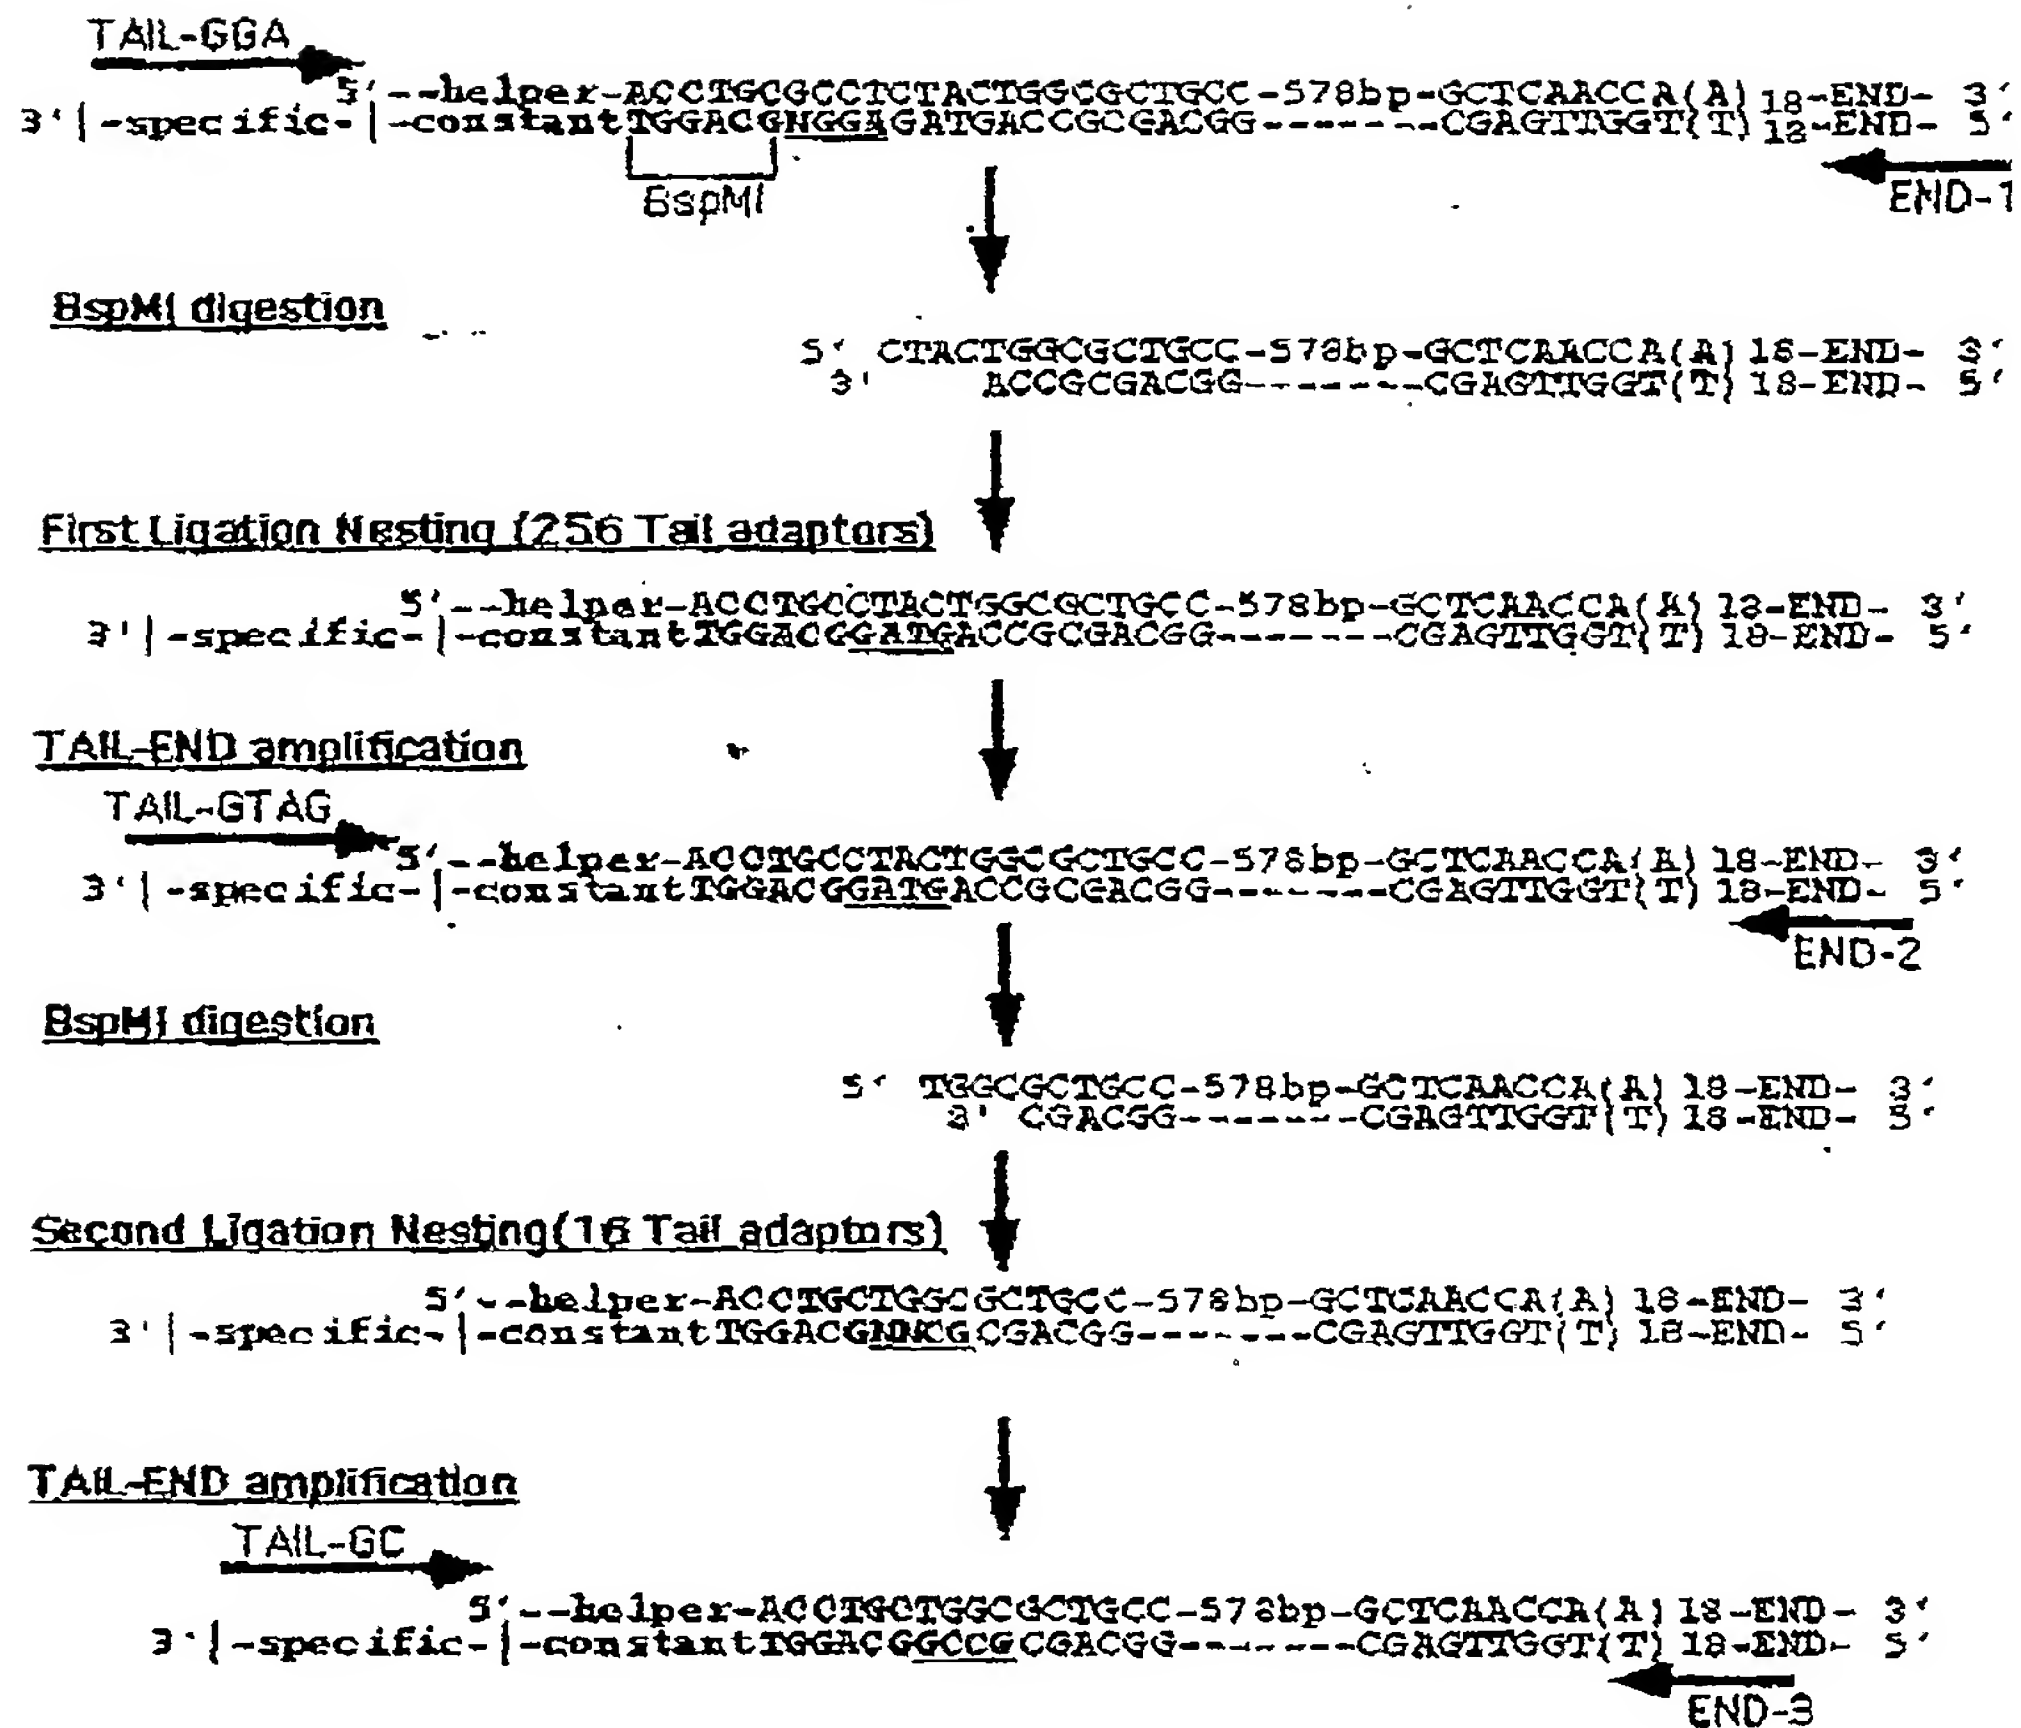 TAIL-GGA
5'--helper-ACCTGCGCCTCTACTGGCGCTGCC-578bp-GCTCAACCA(A)18-END- 3'
3'|-specific-|-constantTGGACGNGGAGATGACCGCGACGG-------CGAGTTGGT(T)18-END- 5'
BspMI
END-1
BspMI digestion
5' CTACTGGCGCTGCC-578bp-GCTCAACCA(A)18-END- 3'
3' ACCGCGACGG-------CGAGTTGGT(T)18-END- 5'
First Ligation Nesting (256 Tail adaptors)
5'--helper-ACCTGCCTACTGGCGCTGCC-578bp-GCTCAACCA(A)18-END- 3'
3'|-specific-|-constantTGGACGGATGACCGCGACGG-------CGAGTTGGT(T)18-END- 5'
TAIL-END amplification
TAIL-GTAG
5'--helper-ACCTGCCTACTGGCGCTGCC-578bp-GCTCAACCA(A)18-END- 3'
3'|-specific-|-constantTGGACGGATGACCGCGACGG-------CGAGTTGGT(T)18-END- 5'
END-2
BspMI digestion
5' TGGCGCTGCC-578bp-GCTCAACCA(A)18-END- 3'
3' CGACGG-------CGAGTTGGT(T)18-END- 5'
Second Ligation Nesting(16 Tail adaptors)
5'--helper-ACCTGCTGGCGCTGCC-578bp-GCTCAACCA(A)18-END- 3'
3'|-specific-|-constantTGGACGNNCGCGACGG-------CGAGTTGGT(T)18-END- 5'
TAIL-END amplification
TAIL-GC
5'--helper-ACCTGCTGGCGCTGCC-578bp-GCTCAACCA(A)18-END- 3'
3'|-specific-|-constantTGGACGGCCGCGACGG-------CGAGTTGGT(T)18-END- 5'
END-3